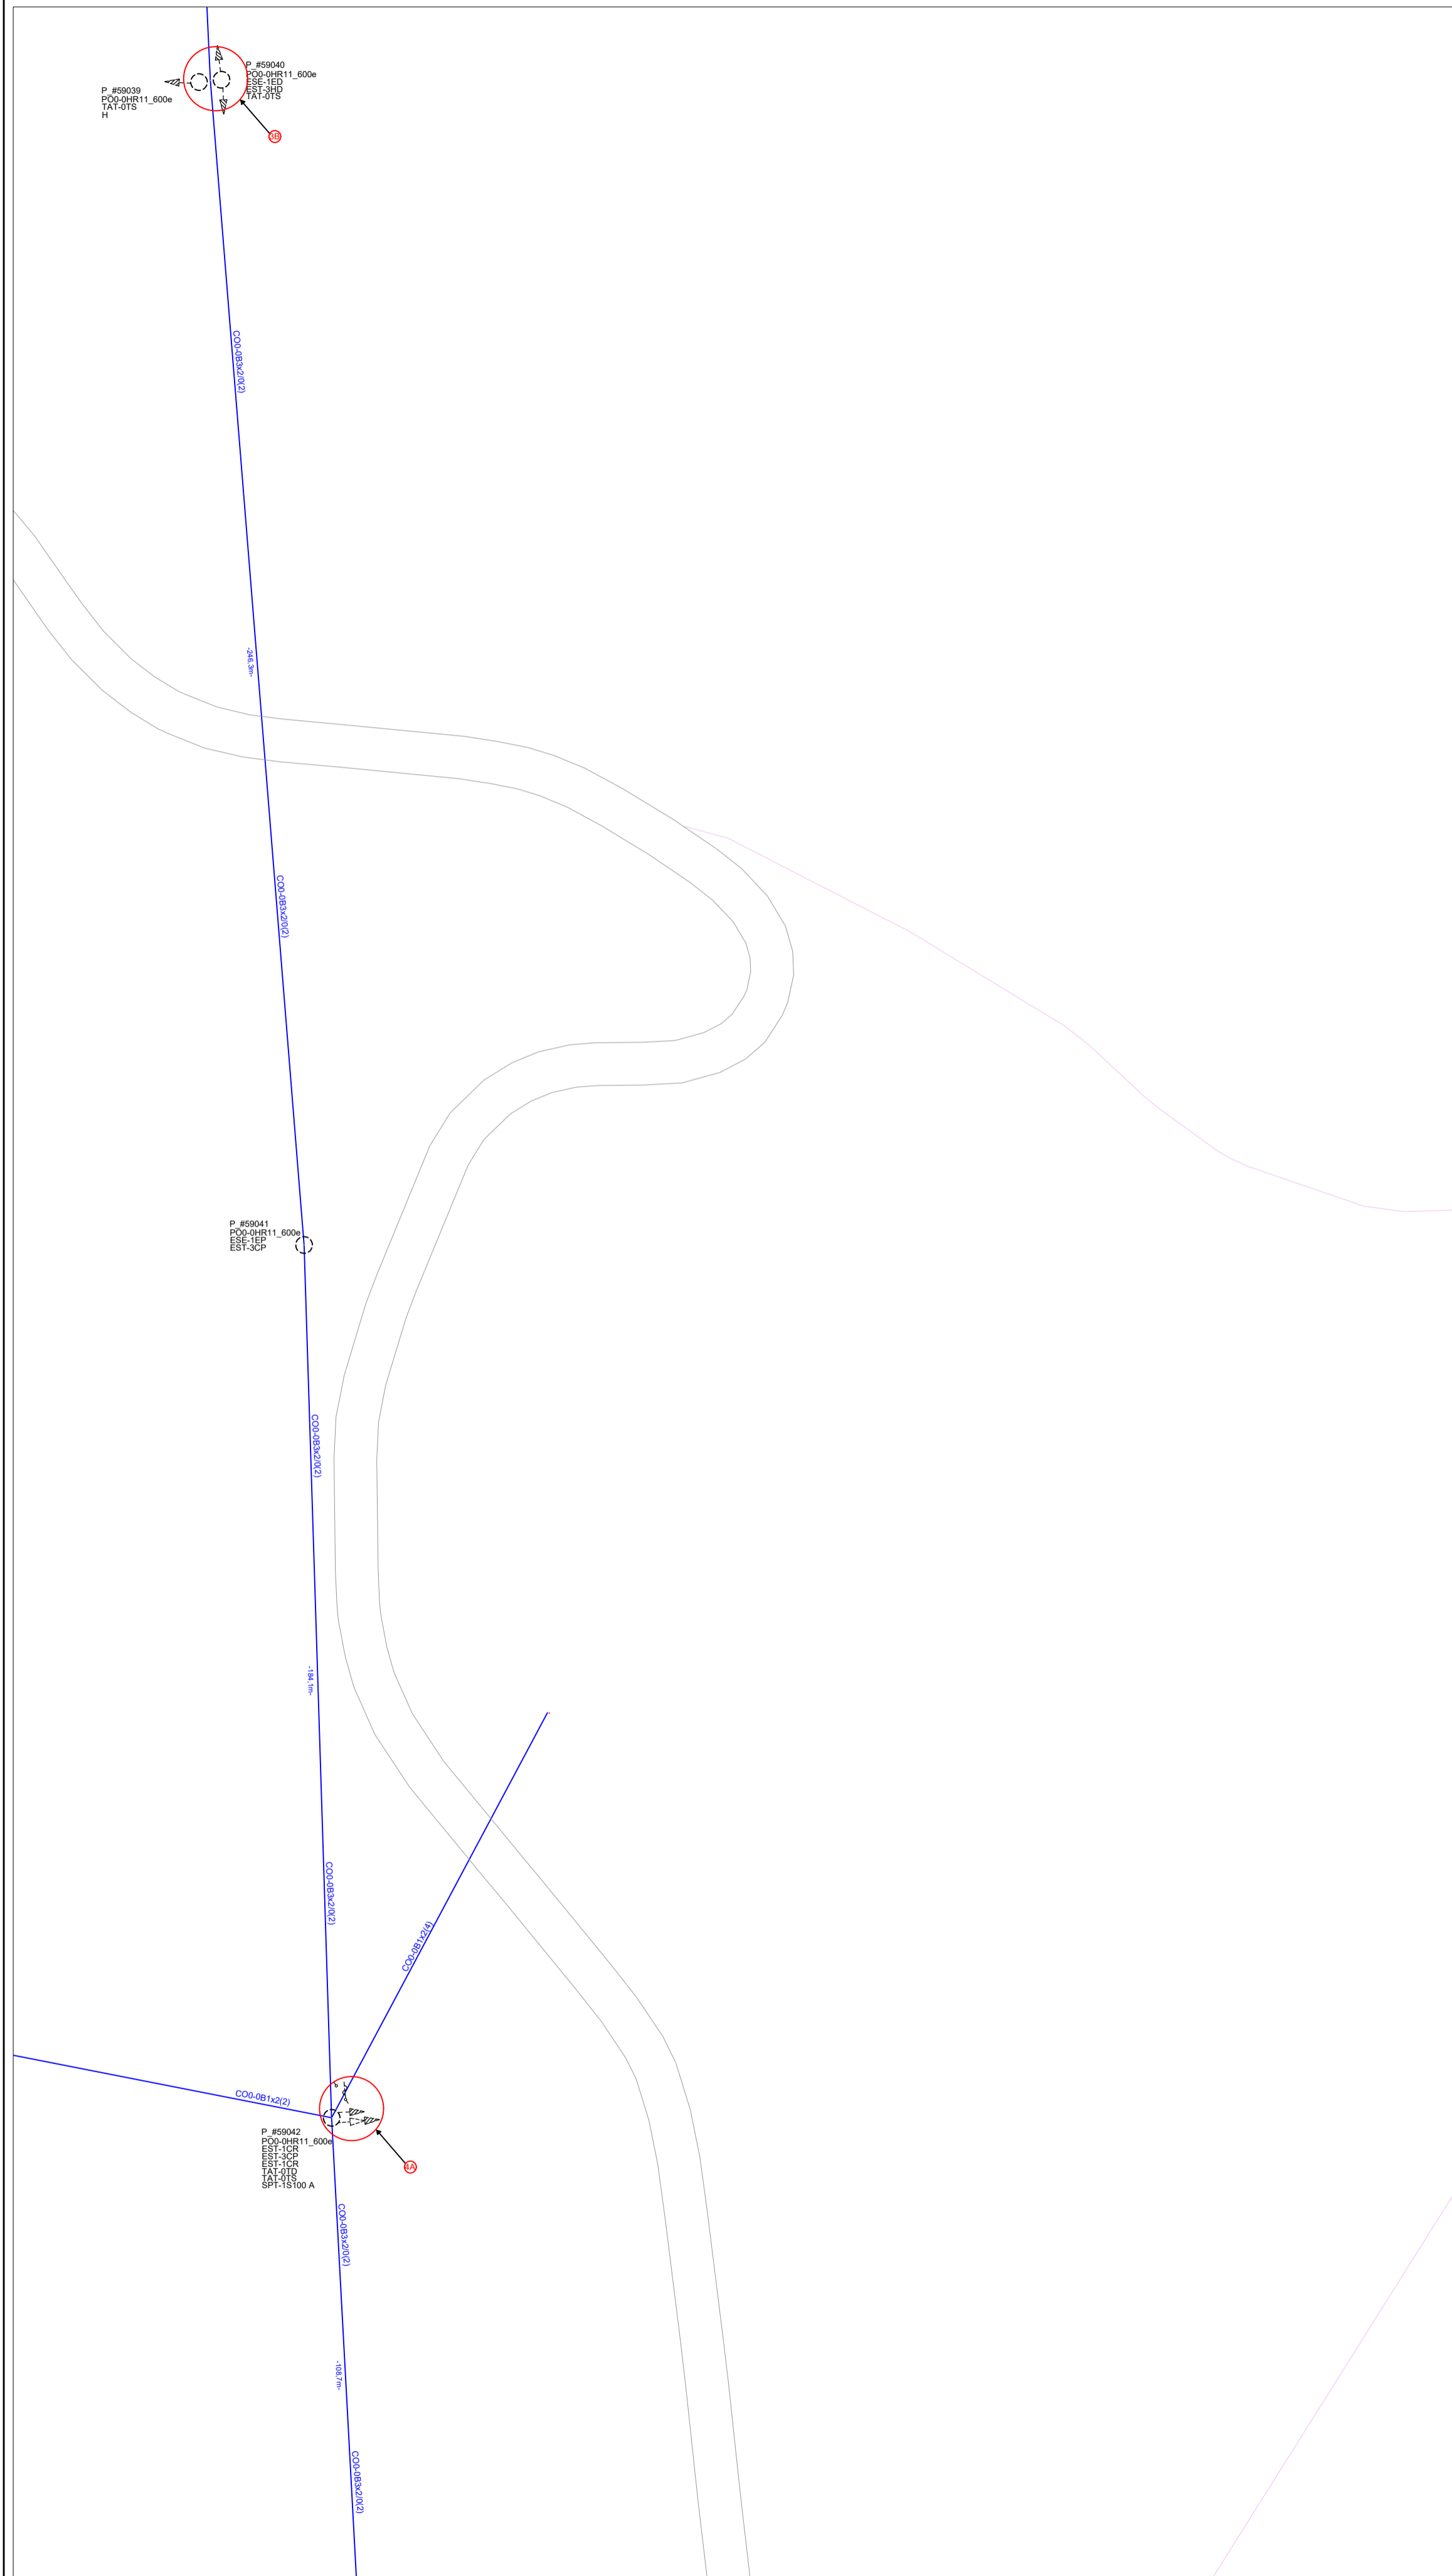 P_#59040
PO0-0HR11_600e
ESE-1ED
EST-3HD
TAT-0TS
P_#59039
PO0-0HR11_600e
TAT-0TS
H
3B
CO0-0B3x2/0(2)
-246,3m-
CO0-0B3x2/0(2)
P_#59041
PO0-0HR11_600e
ESE-1EP
EST-3CP
CO0-0B3x2/0(2)
-184,1m-
CO0-0B3x2/0(2)
CO0-0B1x2(4)
CO0-0B1x2(2)
P_#59042
PO0-0HR11_600e
EST-1CR
EST-3CP
EST-1CR
TAT-0TD
TAT-0TS
SPT-1S100 A
4A
CO0-0B3x2/0(2)
-108,7m-
CO0-0B3x2/0(2)